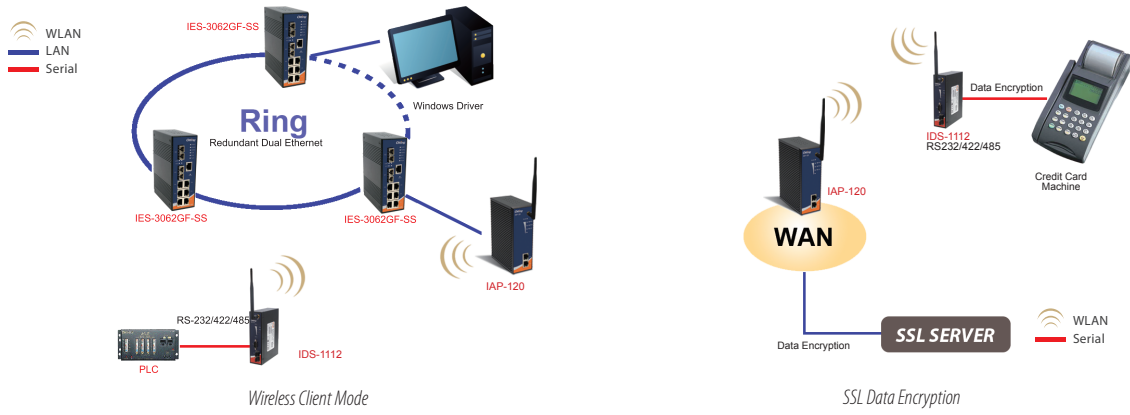 WLAN
LAN
Serial
IES-3062GF-SS
Windows Driver
Ring
Redundant Dual Ethernet
IES-3062GF-SS
IES-3062GF-SS
IAP-120
RS-232/422/485
IDS-1112
PLC
Wireless Client Mode
Data Encryption
IDS-1112
RS232/422/485
Credit Card
Machine
IAP-120
WAN
SSL SERVER
Data Encryption
WLAN
Serial
SSL Data Encryption